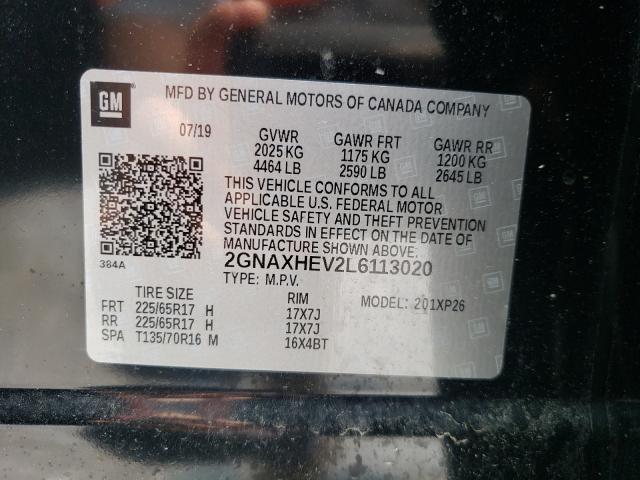 GM
MFD BY GENERAL MOTORS OF CANADA COMPANY
07/19 GVWR GAWR FRT GAWR RR
2025 KG 1175 KG 1200 KG
4464 LB 2590 LB 2645 LB
THIS VEHICLE CONFORMS TO ALL
APPLICABLE U.S. FEDERAL MOTOR
VEHICLE SAFETY AND THEFT PREVENTION
STANDARDS IN EFFECT ON THE DATE OF
MANUFACTURE SHOWN ABOVE:
384A
2GNAXHEV2L6113020
TYPE: M.P.V.
TIRE SIZE RIM MODEL: 201XP26
FRT 225/65R17 H 17X7J
RR 225/65R17 H 17X7J
SPA T135/70R16 M 16X4BT